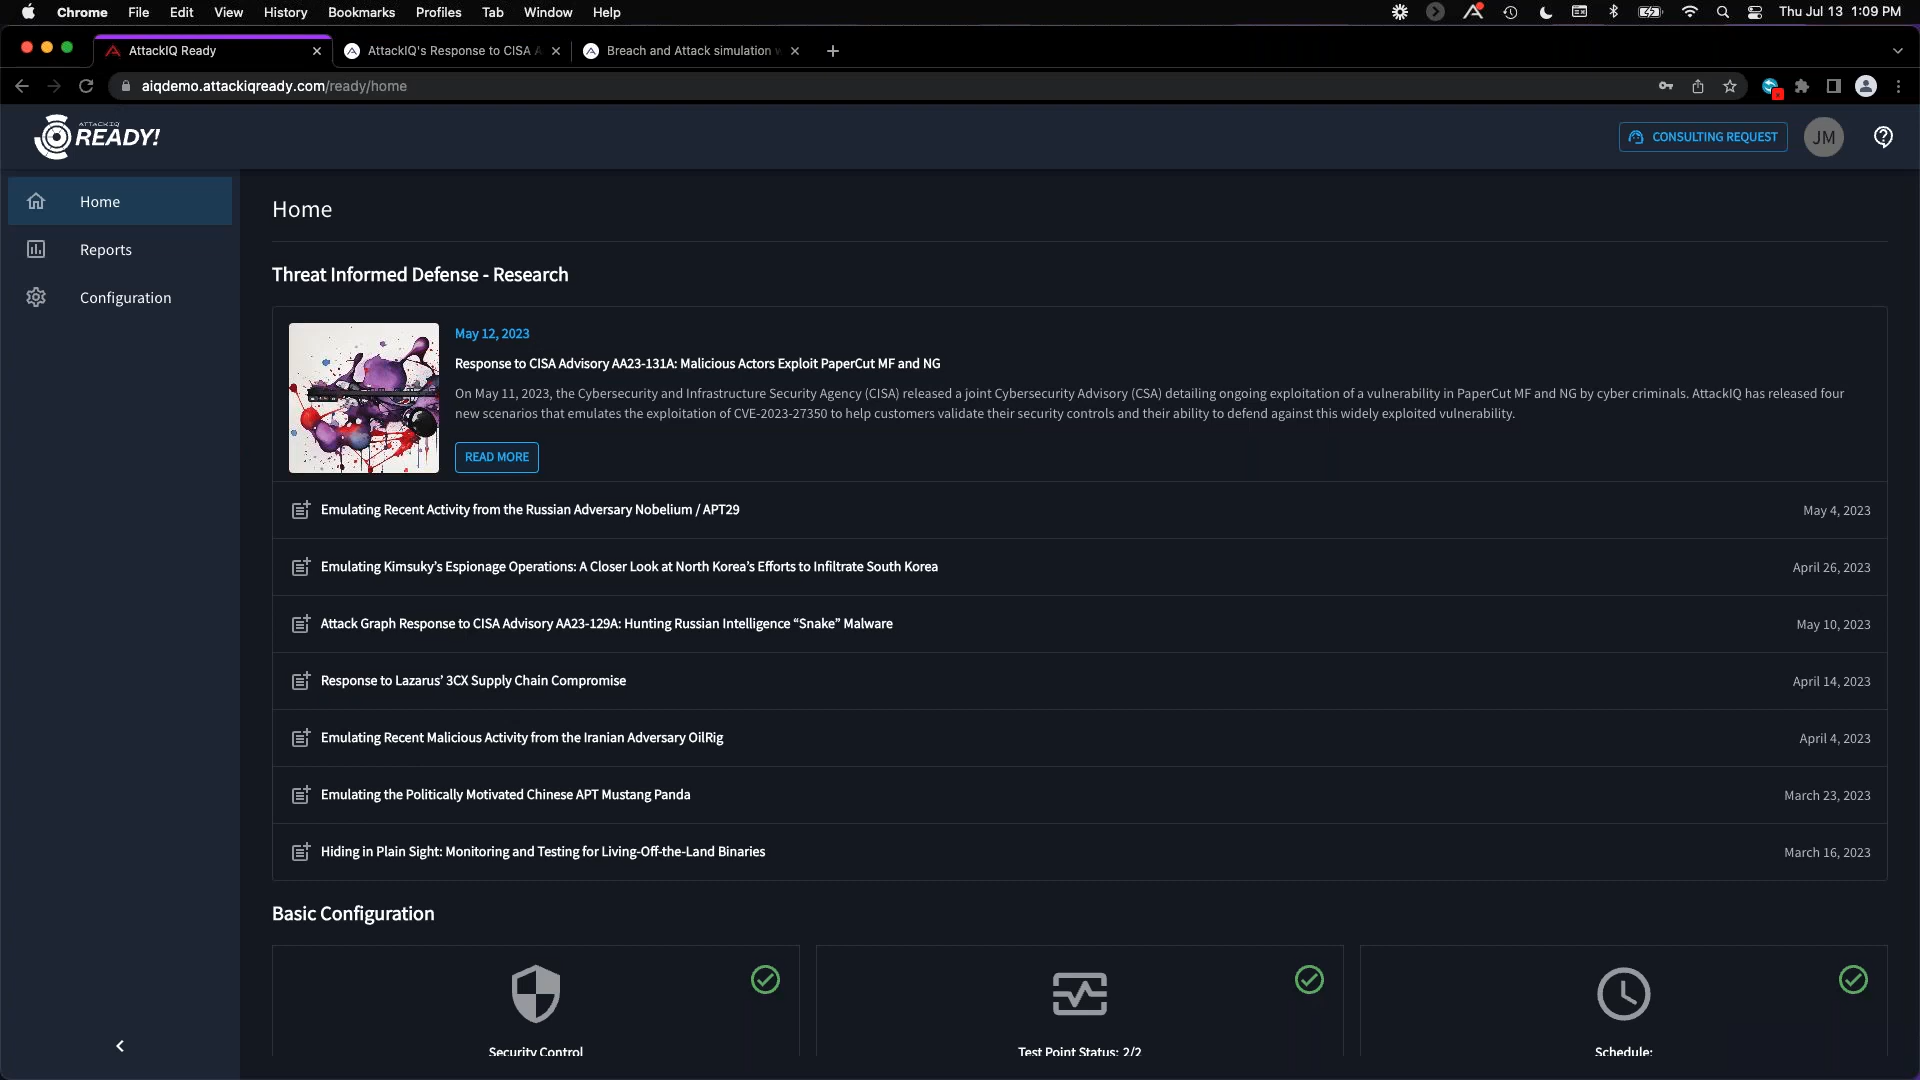 Chrome File Edit View History Bookmarks Profiles Tab Window Help Thu Jul 13 1:09 PM
AttackIQ Ready AttackIQ's Response to CISA A Breach and Attack simulation
aiqdemo.attackiqready.com/ready/home
ATTACKIQ
READY!
CONSULTING REQUEST JM
Home
Reports
Configuration
Home
Threat Informed Defense - Research
May 12, 2023
Response to CISA Advisory AA23-131A: Malicious Actors Exploit PaperCut MF and NG
On May 11, 2023, the Cybersecurity and Infrastructure Security Agency (CISA) released a joint Cybersecurity Advisory (CSA) detailing ongoing exploitation of a vulnerability in PaperCut MF and NG by cyber criminals. AttackIQ has released four
new scenarios that emulates the exploitation of CVE-2023-27350 to help customers validate their security controls and their ability to defend against this widely exploited vulnerability.
READ MORE
Emulating Recent Activity from the Russian Adversary Nobelium / APT29 May 4, 2023
Emulating Kimsuky’s Espionage Operations: A Closer Look at North Korea’s Efforts to Infiltrate South Korea April 26, 2023
Attack Graph Response to CISA Advisory AA23-129A: Hunting Russian Intelligence “Snake” Malware May 10, 2023
Response to Lazarus’ 3CX Supply Chain Compromise April 14, 2023
Emulating Recent Malicious Activity from the Iranian Adversary OilRig April 4, 2023
Emulating the Politically Motivated Chinese APT Mustang Panda March 23, 2023
Hiding in Plain Sight: Monitoring and Testing for Living-Off-the-Land Binaries March 16, 2023
Basic Configuration
Security Control Test Point Status: 2/2 Schedule: